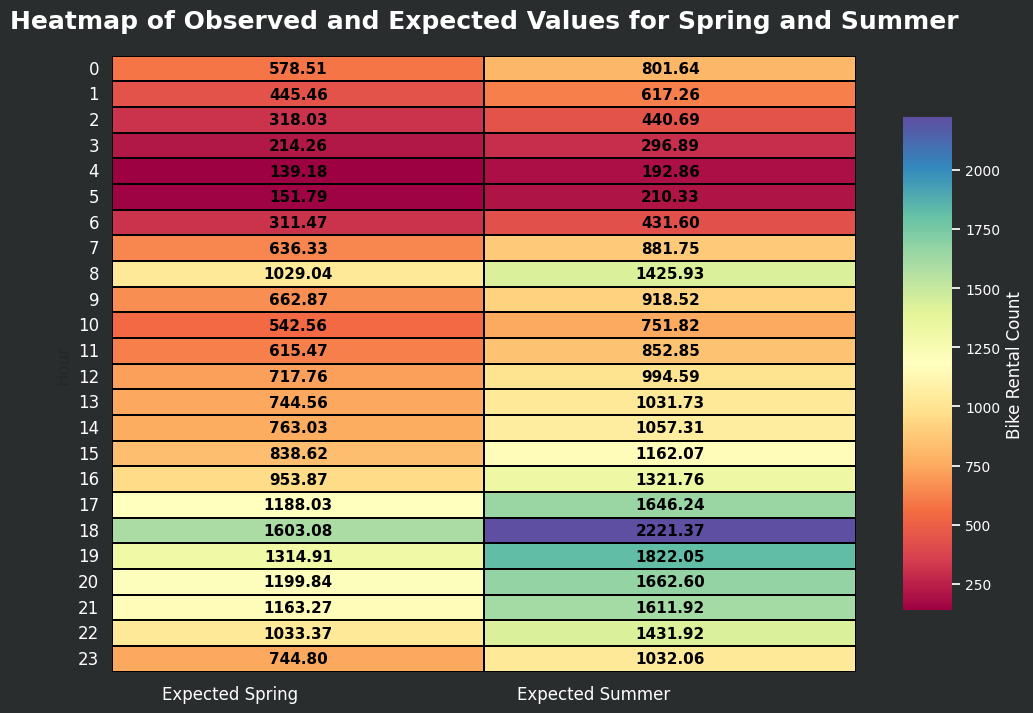 Heatmap of Observed and Expected Values for Spring and Summer
0 578.51 801.64
1 445.46 617.26
2 318.03 440.69
3 214.26 296.89
4 139.18 192.86
5 151.79 210.33
6 311.47 431.60
7 636.33 881.75
8 1029.04 1425.93
9 662.87 918.52
10 542.56 751.82
11 615.47 852.85
12 717.76 994.59
13 744.56 1031.73
14 763.03 1057.31
15 838.62 1162.07
16 953.87 1321.76
17 1188.03 1646.24
18 1603.08 2221.37
19 1314.91 1822.05
20 1199.84 1662.60
21 1163.27 1611.92
22 1033.37 1431.92
23 744.80 1032.06
Hour
Expected Spring Expected Summer
2000
1750
1500
1250
1000
750
500
250
Bike Rental Count